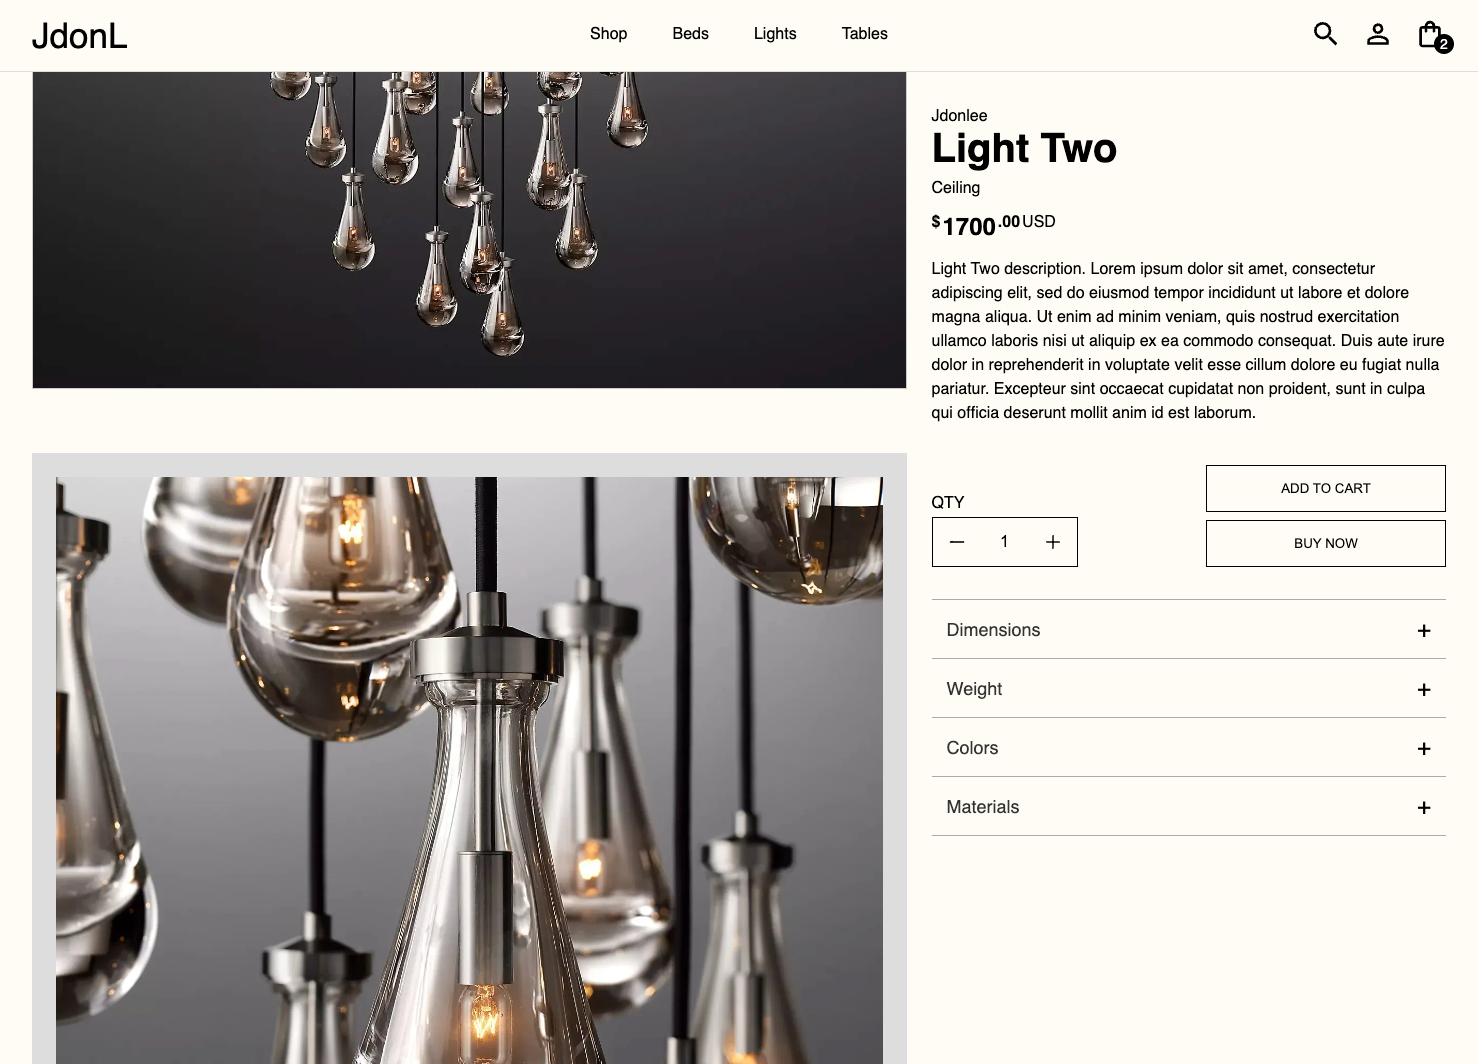 JdonL
Shop Beds Lights Tables
2
Jdonlee
Light Two
Ceiling
$1700.00 USD
Light Two description. Lorem ipsum dolor sit amet, consectetur
adipiscing elit, sed do eiusmod tempor incididunt ut labore et dolore
magna aliqua. Ut enim ad minim veniam, quis nostrud exercitation
ullamco laboris nisi ut aliquip ex ea commodo consequat. Duis aute irure
dolor in reprehenderit in voluptate velit esse cillum dolore eu fugiat nulla
pariatur. Excepteur sint occaecat cupidatat non proident, sunt in culpa
qui officia deserunt mollit anim id est laborum.
QTY
1
ADD TO CART
BUY NOW
Dimensions
Weight
Colors
Materials